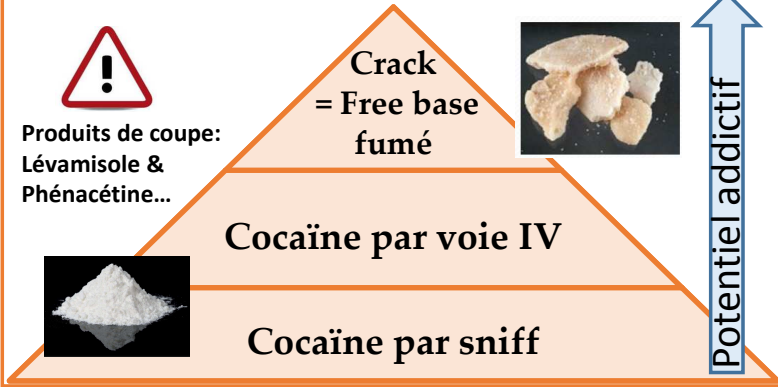 Crack
= Free base
fumé
Produits de coupe:
Lévamisole &
Phénacétine...
Cocaïne par voie IV
Cocaïne par sniff
Potentiel addictif